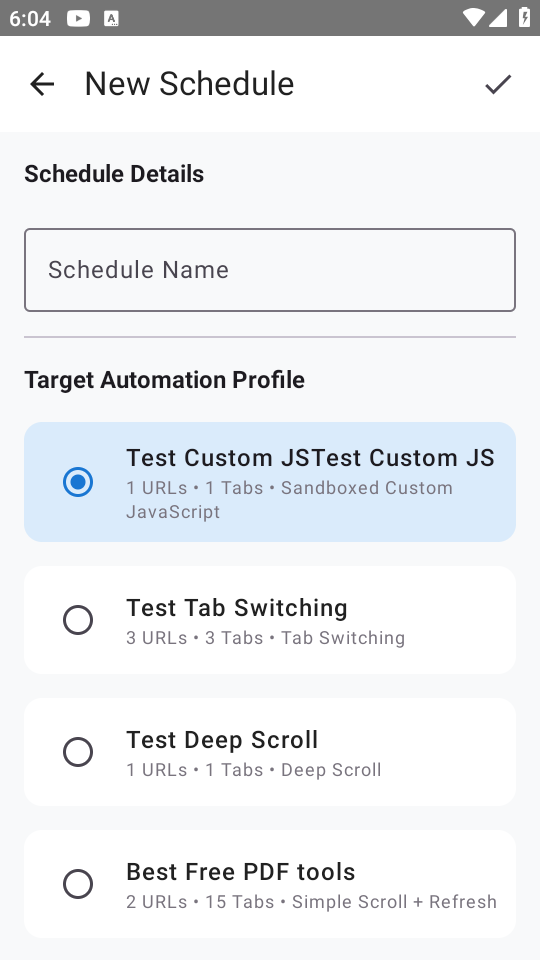 6:04
New Schedule
Schedule Details
Schedule Name
Target Automation Profile
Test Custom JSTest Custom JS
1 URLs • 1 Tabs • Sandboxed Custom
JavaScript
Test Tab Switching
3 URLs • 3 Tabs • Tab Switching
Test Deep Scroll
1 URLs • 1 Tabs • Deep Scroll
Best Free PDF tools
2 URLs • 15 Tabs • Simple Scroll + Refresh